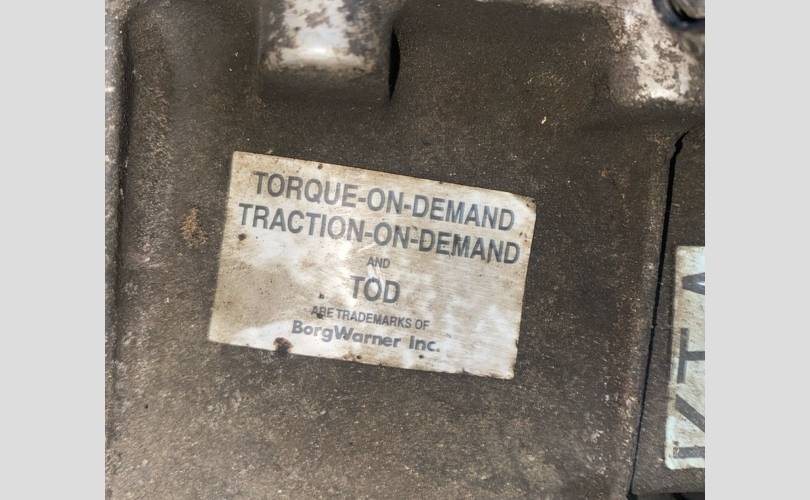 TORQUE-ON-DEMAND
TRACTION-ON-DEMAND
AND
TOD
ARE TRADEMARKS OF
BorgWarner Inc.